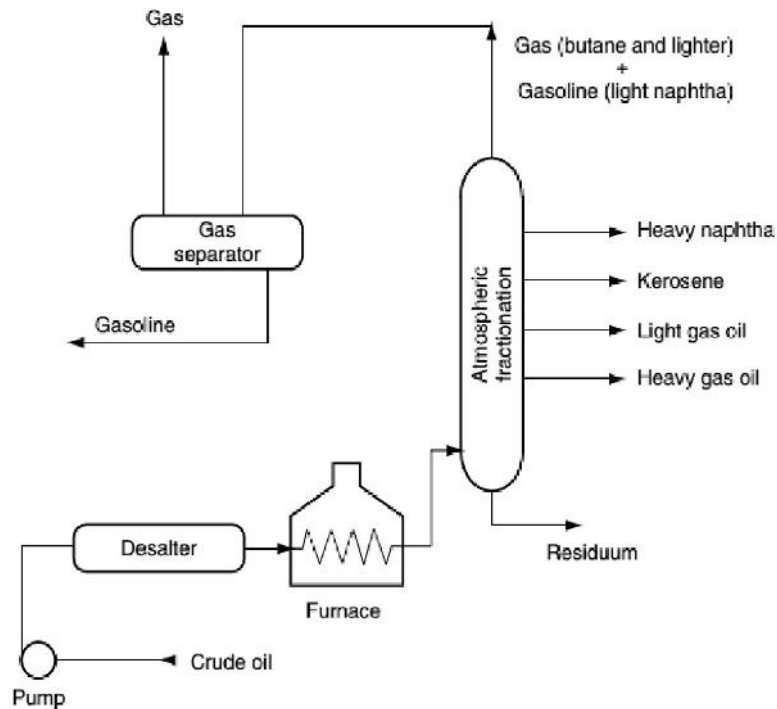 Gas
Gas (butane and lighter)
+
Gasoline (light naphtha)
Gas
separator
Heavy naphtha
Kerosene
Gasoline
Light gas oil
Heavy gas oil
Atmospheric
fractionation
Desalter
Furnace
Residuum
Crude oil
Pump